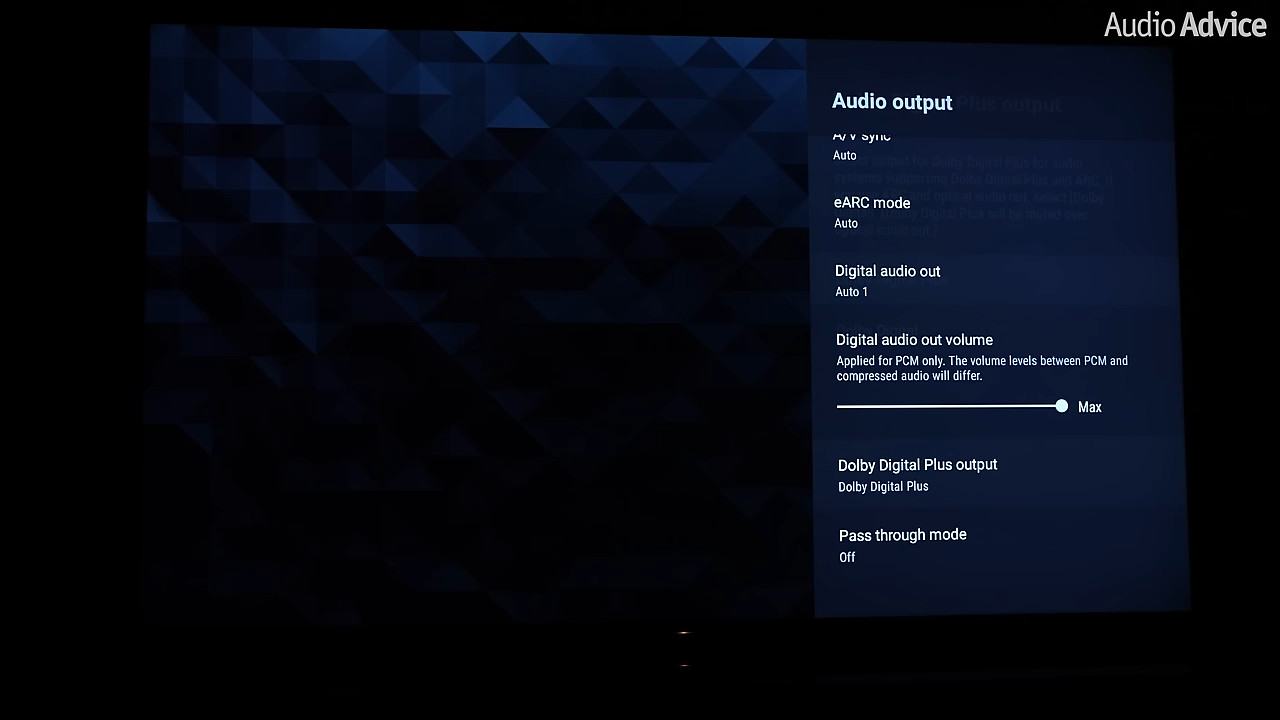 Audio Advice
Audio output
Plus output
A/V sync
Auto
eARC mode
Auto
Digital audio out
Auto 1
Digital audio out volume
Applied for PCM only. The volume levels between PCM and
compressed audio will differ.
Max
Dolby Digital Plus output
Dolby Digital Plus
Pass through mode
Off